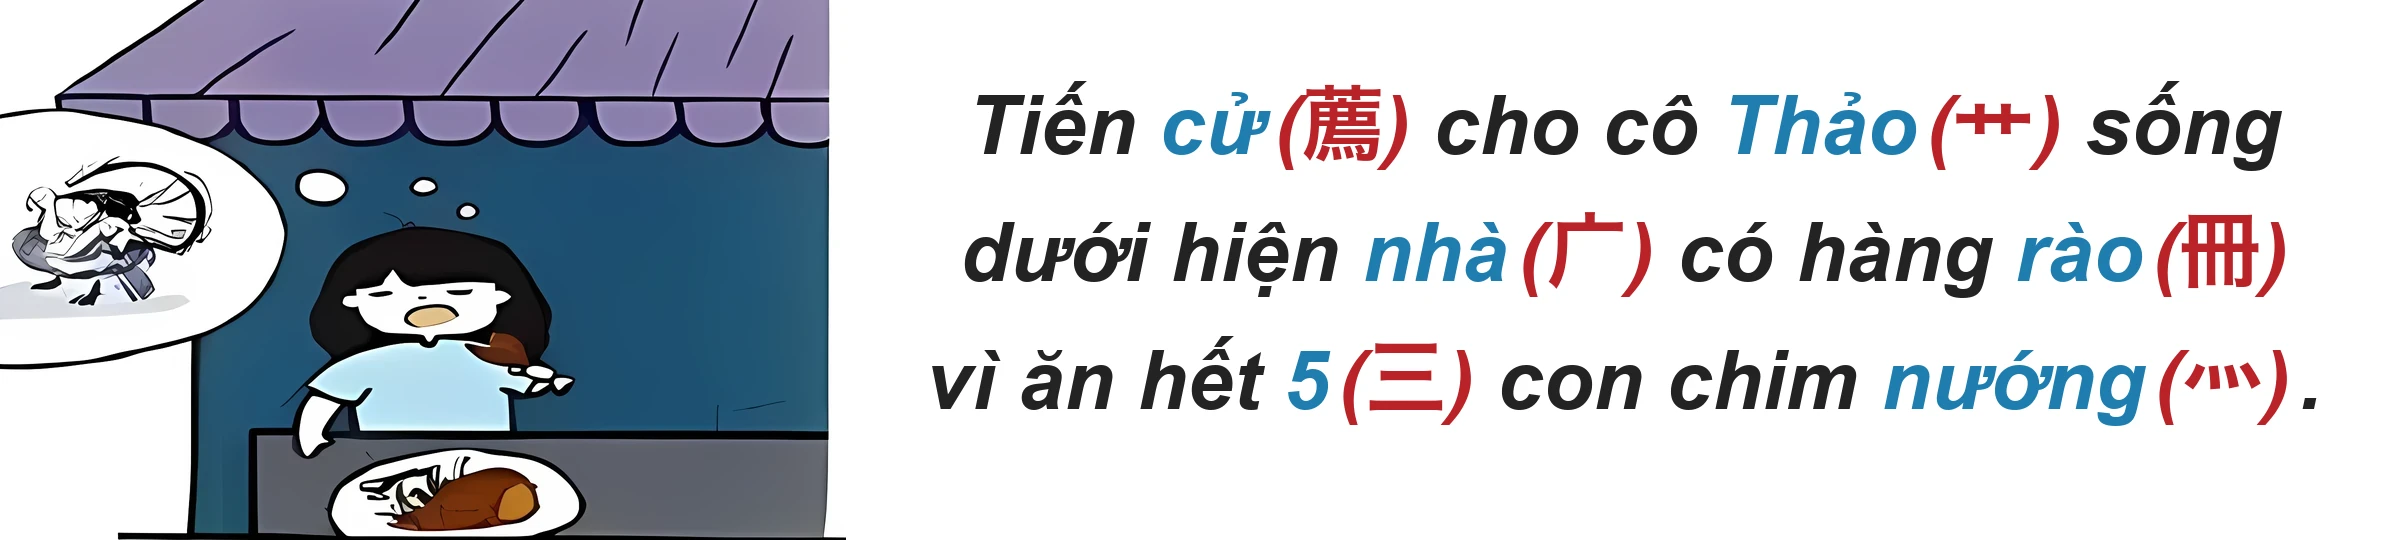 Tiến cử(薦) cho cô Thảo(艹) sống
dưới hiện nhà(广) có hàng rào(冊)
vì ăn hết 5(三) con chim nướng(灬).